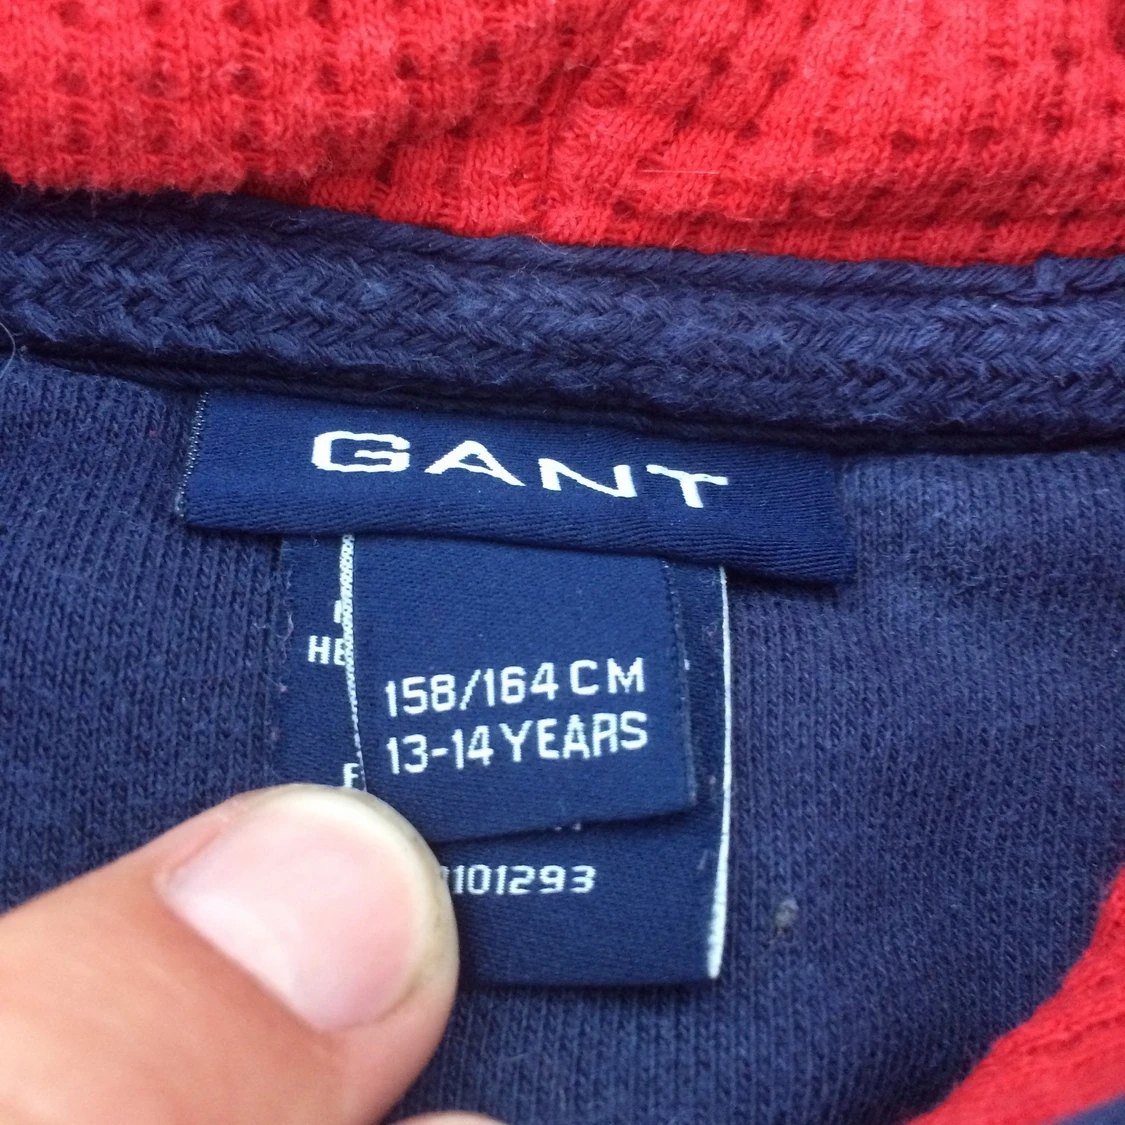 GANT
158/164 CM
13-14 YEARS
101293